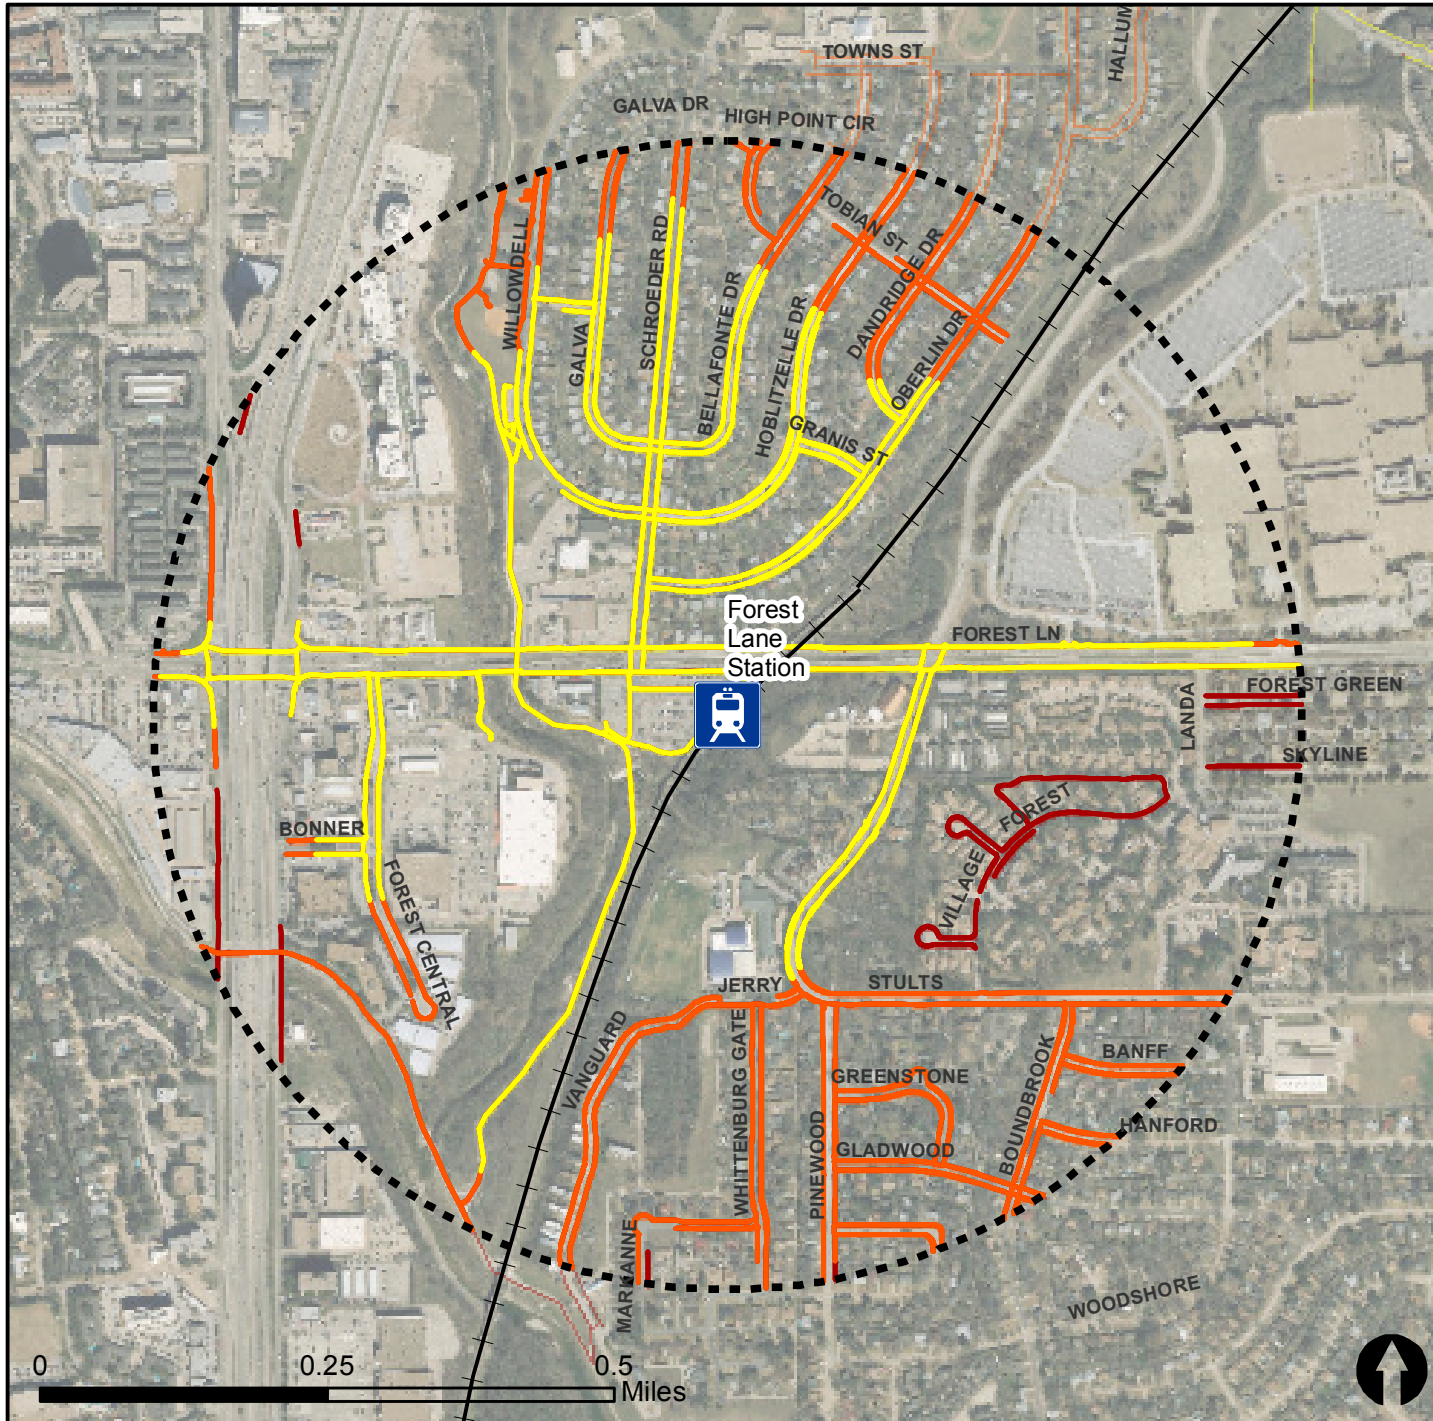 TOWNS ST
HALLUM
GALVA DR
HIGH POINT CIR
TOBIAN ST
WILLOWDELL
SCHROEDER RD
DANDRIDGE DR
BELLAFONTE DR
HOBLITZELLE DR
GALVA
OBERLIN DR
GRANIS ST
Forest
Lane
Station
FOREST LN
FOREST GREEN
LANDA
SKYLINE
FOREST
VILLAGE
BONNER
FOREST CENTRAL
JERRY
STULTS
VANGUARD
WHITTENBURG GATE
PINEWOOD
GREENSTONE
GLADWOOD
BOUNDBROOK
BANFF
HANFORD
MARKANNE
WOODSHORE
0
0.25
0.5
Miles